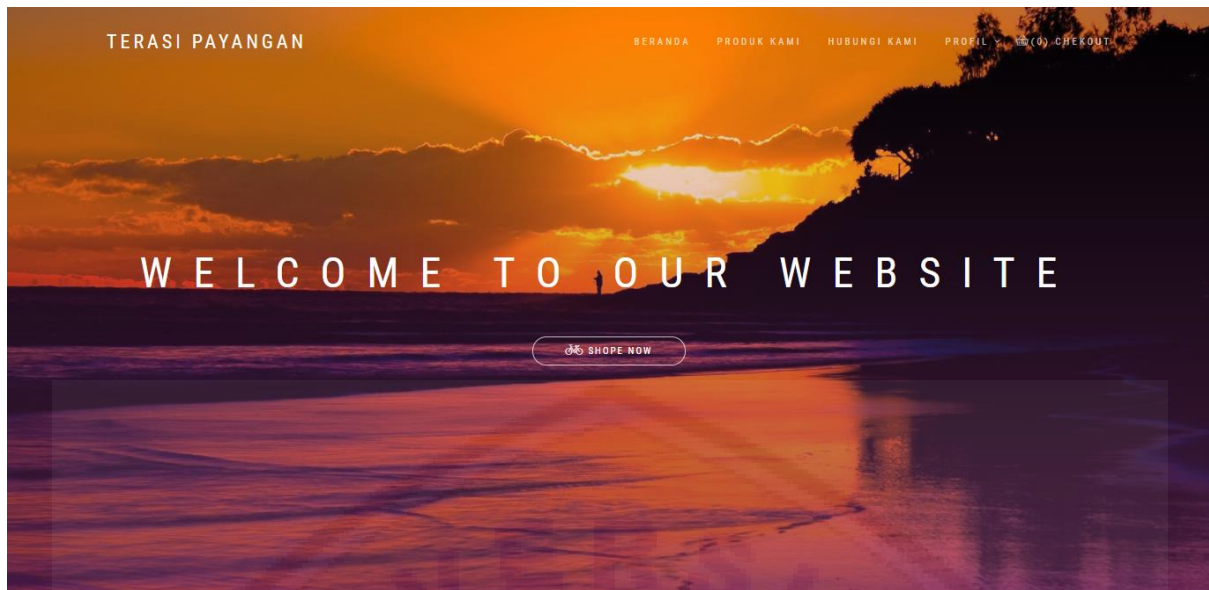 TERASI PAYANGAN
BERANDA PRODUK KAMI HUBUNGI KAMI PROFIL (0) CHEKOUT
WELCOME TO OUR WEBSITE
SHOPE NOW